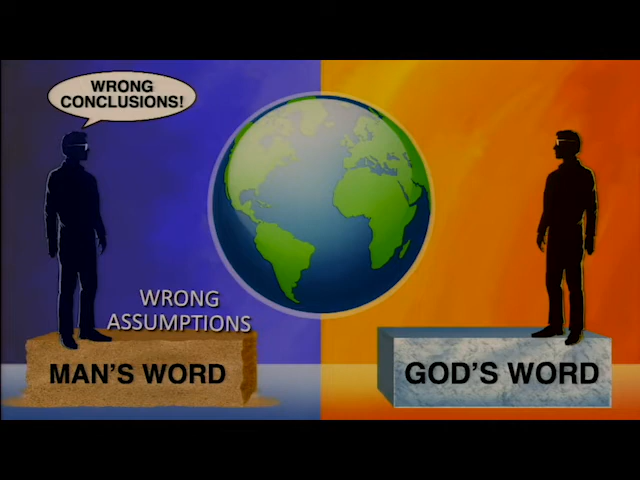 WRONG
CONCLUSIONS!
WRONG
ASSUMPTIONS
MAN'S WORD
GOD'S WORD